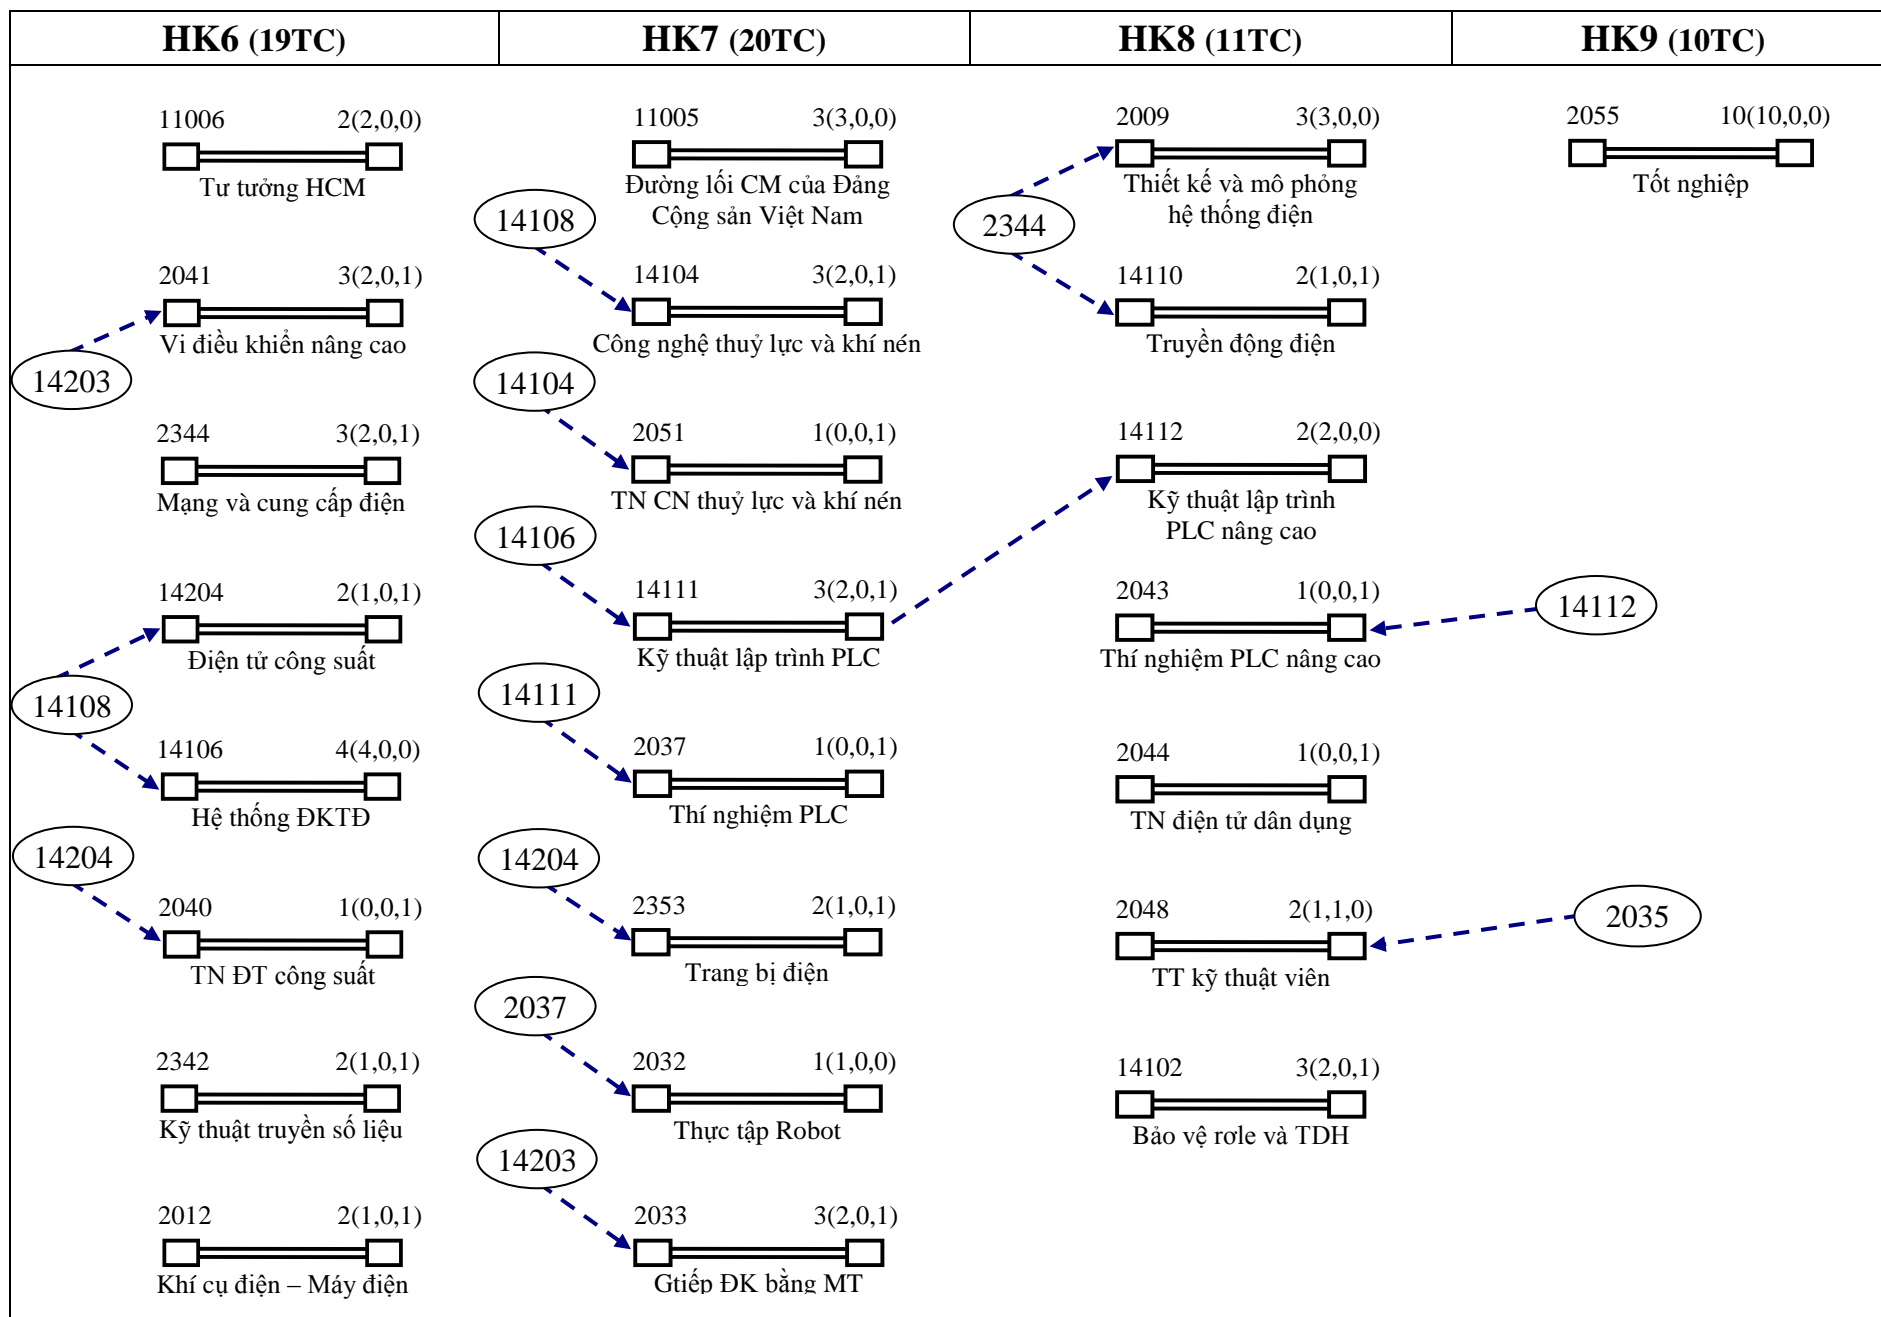 HK6 (19TC)
HK7 (20TC)
HK8 (11TC)
HK9 (10TC)
11006 2(2,0,0)
Tư tưởng HCM
2041 3(2,0,1)
Vi điều khiển nâng cao
14203
2344 3(2,0,1)
Mạng và cung cấp điện
14204 2(1,0,1)
Điện tử công suất
14108
14106 4(4,0,0)
Hệ thống ĐKTĐ
14204
2040 1(0,0,1)
TN ĐT công suất
2342 2(1,0,1)
Kỹ thuật truyền số liệu
2012 2(1,0,1)
Khí cụ điện – Máy điện
11005 3(3,0,0)
Đường lối CM của Đảng
Cộng sản Việt Nam
14108
14104 3(2,0,1)
Công nghệ thuỷ lực và khí nén
14104
2051 1(0,0,1)
TN CN thuỷ lực và khí nén
14106
14111 3(2,0,1)
Kỹ thuật lập trình PLC
14111
2037 1(0,0,1)
Thí nghiệm PLC
14204
2353 2(1,0,1)
Trang bị điện
2037
2032 1(1,0,0)
Thực tập Robot
14203
2033 3(2,0,1)
Gtiếp ĐK bằng MT
2009 3(3,0,0)
Thiết kế và mô phỏng
hệ thống điện
2344
14110 2(1,0,1)
Truyền động điện
14112 2(2,0,0)
Kỹ thuật lập trình
PLC nâng cao
2043 1(0,0,1)
Thí nghiệm PLC nâng cao
14112
2044 1(0,0,1)
TN điện tử dân dụng
2048 2(1,1,0)
TT kỹ thuật viên
2035
14102 3(2,0,1)
Bảo vệ rơle và TDH
2055 10(10,0,0)
Tốt nghiệp